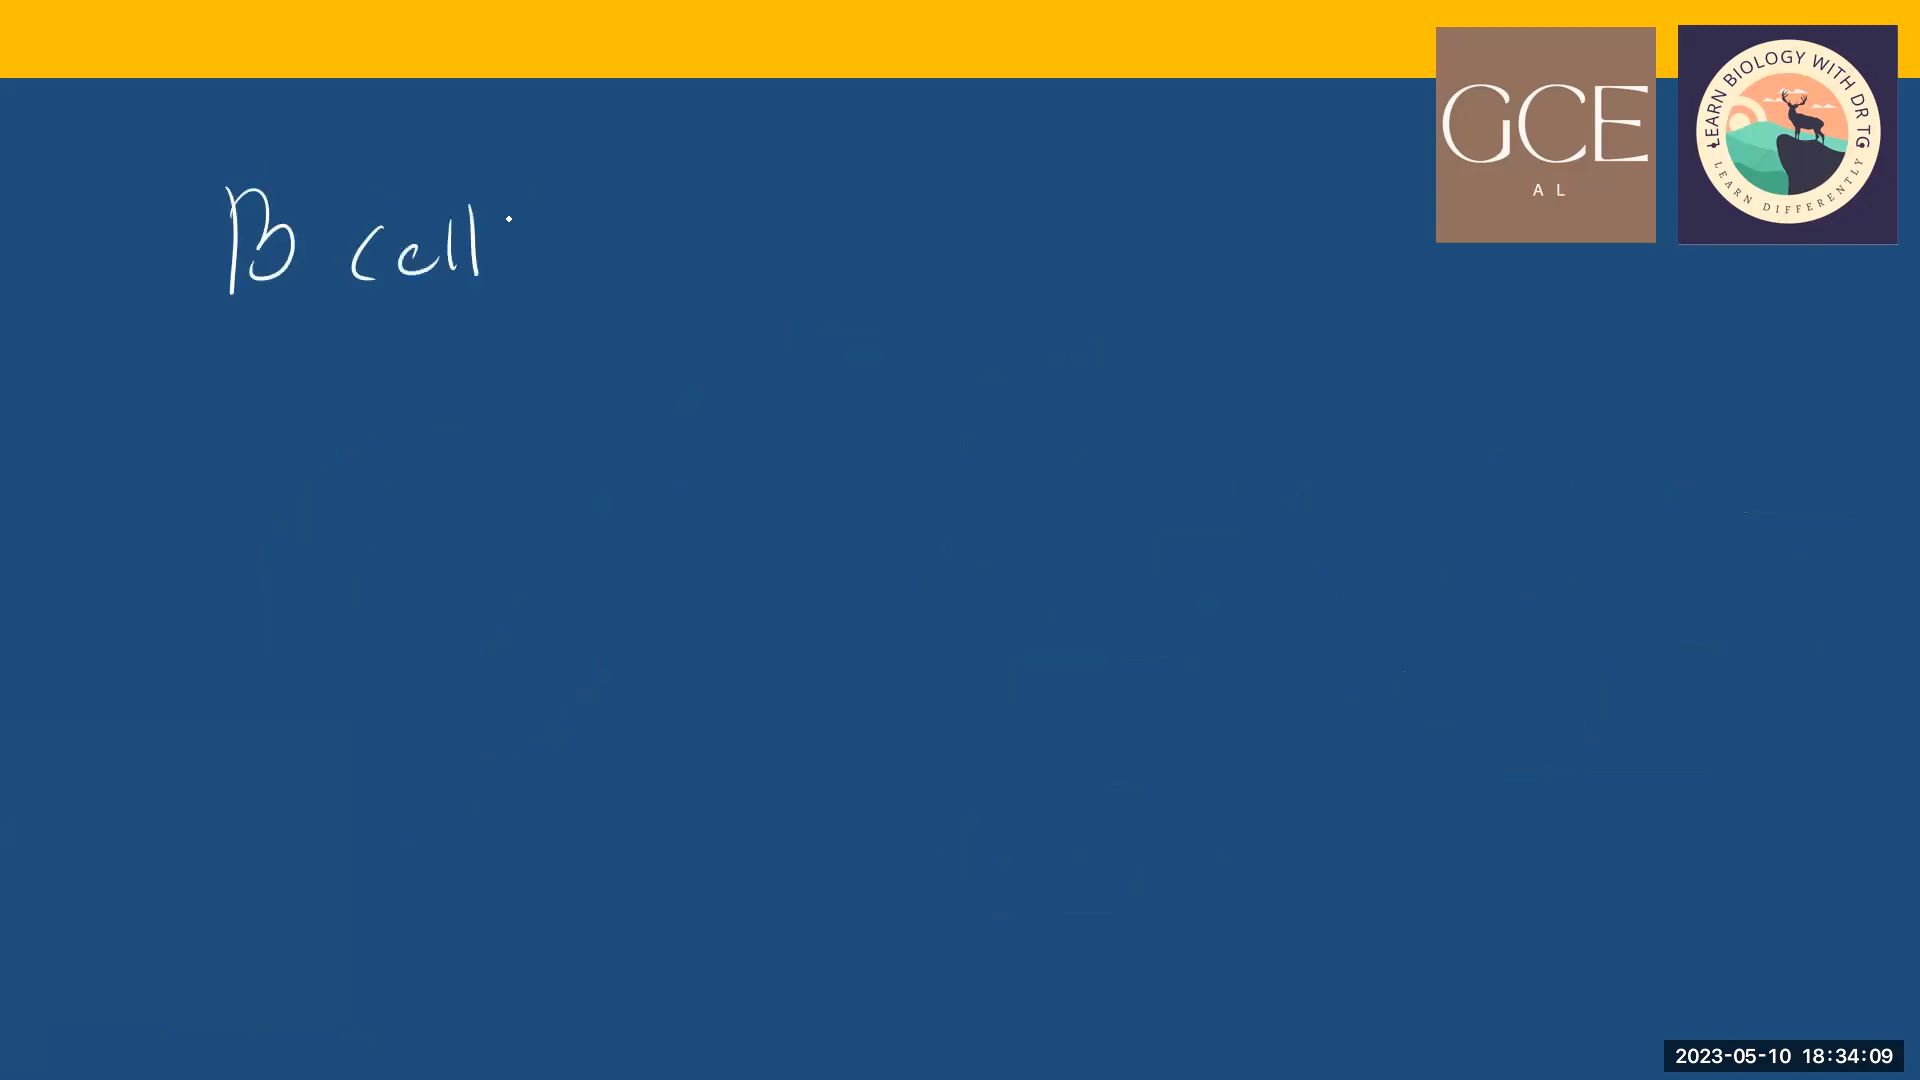 GCE
A L
LEARN BIOLOGY WITH DR TG
LEARN DIFFERENTLY
B cell
2023-05-10 18:34:09